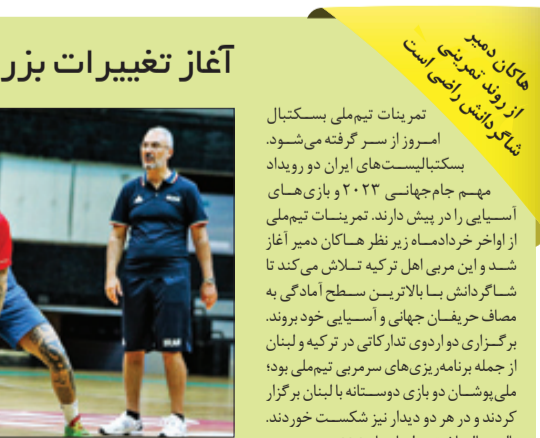 هاکان دمیر
از روند تمرینی
شاگردانش راضی است
آغاز تغییرات
تمرینات تیم‌ملی بسکتبال
امروز از سر گرفته می‌شود.
بسکتبالیست‌های ایران دو رویداد
مهم جام‌جهانی ۲۰۲۳ و بازی‌های
آسیایی را در پیش دارند. تمرینات تیم‌ملی
از اواخر خردادماه زیر نظر هاکان دمیر آغاز
شد و این مربی اهل ترکیه تلاش می‌کند تا
شاگردانش با بالاترین سطح آمادگی به
مصاف حریفان جهانی و آسیایی خود بروند.
برگزاری دو اردوی تدارکاتی در ترکیه و لبنان
از جمله برنامه‌ریزی‌های سرمربی تیم‌ملی بود؛
ملی‌پوشان دو بازی دوستانه با لبنان برگزار
کردند و در هر دو دیدار نیز شکست خوردند.